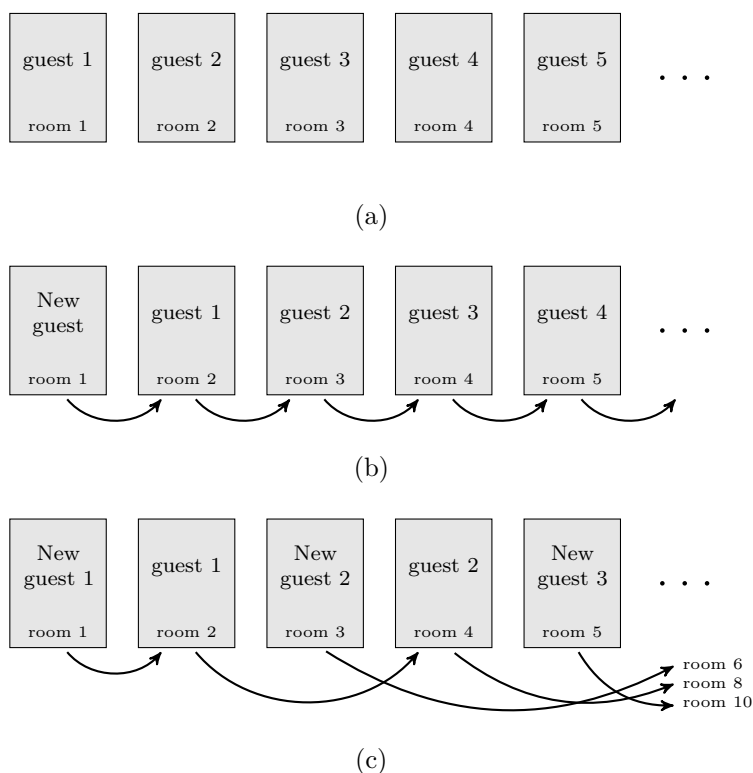 guest 1 guest 2 guest 3 guest 4 guest 5 . . .
room 1 room 2 room 3 room 4 room 5
(a)
New
guest guest 1 guest 2 guest 3 guest 4 . . .
room 1 room 2 room 3 room 4 room 5
(b)
New
guest 1 guest 1 New
guest 2 guest 2 New
guest 3 . . .
room 1 room 2 room 3 room 4 room 5
room 6
room 8
room 10
(c)